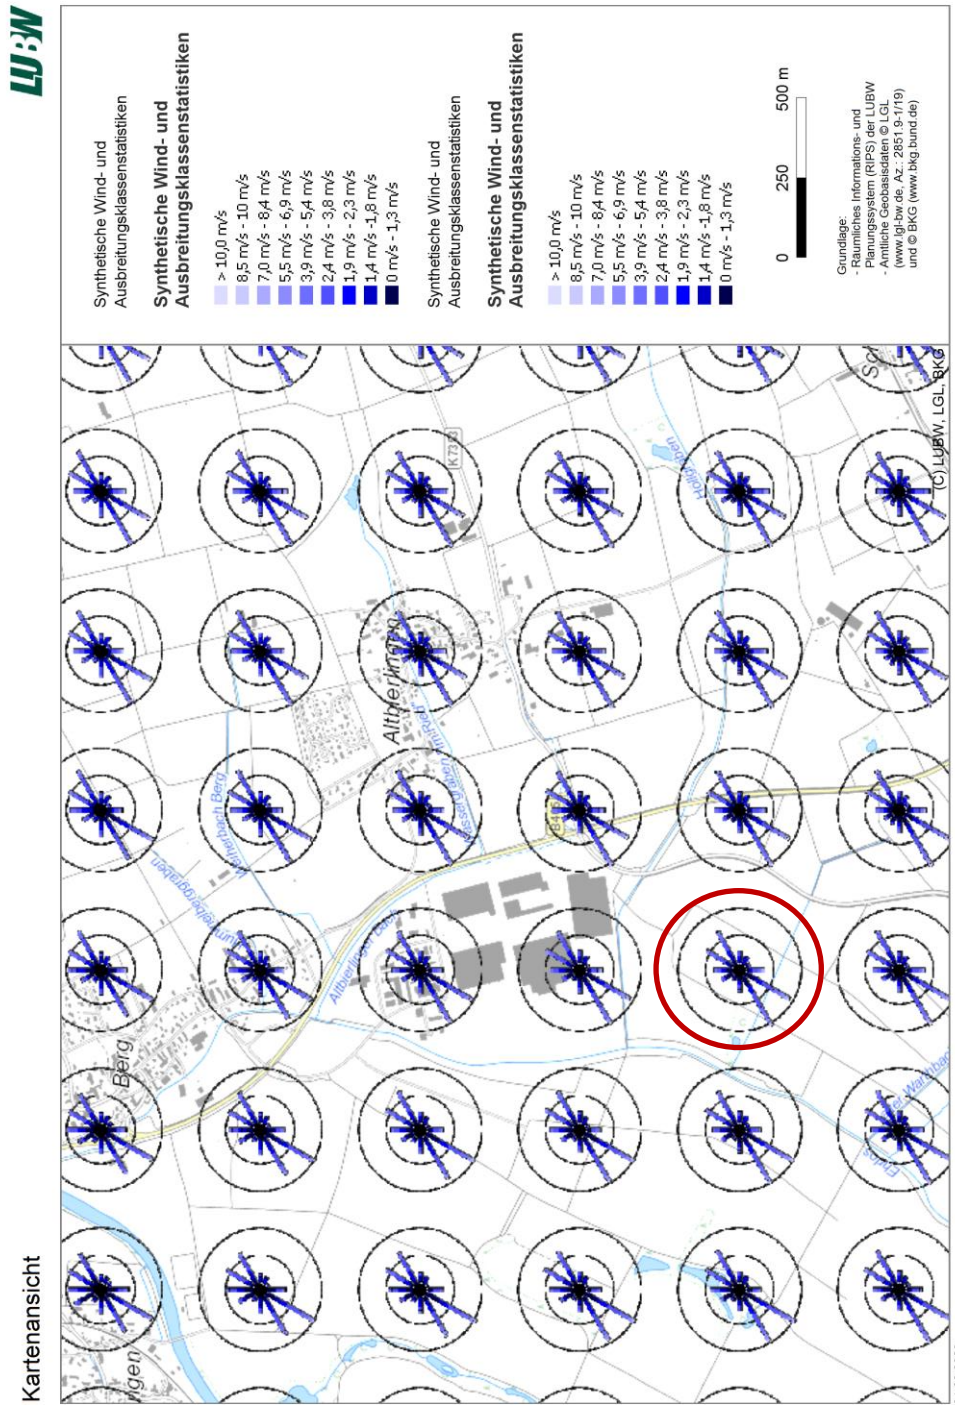 Kartenansicht
LUBW
Synthetische Wind- und
Ausbreitungsklassenstatistiken
Synthetische Wind- und
Ausbreitungsklassenstatistiken
> 10,0 m/s
8,5 m/s - 10 m/s
7,0 m/s - 8,4 m/s
5,5 m/s - 6,9 m/s
3,9 m/s - 5,4 m/s
2,4 m/s - 3,8 m/s
1,9 m/s - 2,3 m/s
1,4 m/s -1,8 m/s
0 m/s - 1,3 m/s
Synthetische Wind- und
Ausbreitungsklassenstatistiken
Synthetische Wind- und
Ausbreitungsklassenstatistiken
> 10,0 m/s
8,5 m/s - 10 m/s
7,0 m/s - 8,4 m/s
5,5 m/s - 6,9 m/s
3,9 m/s - 5,4 m/s
2,4 m/s - 3,8 m/s
1,9 m/s - 2,3 m/s
1,4 m/s -1,8 m/s
0 m/s - 1,3 m/s
0 250 500 m
Grundlage:
- Räumliches Informations- und
Planungssystem (RIPS) der LUBW
- Amtliche Geobasisdaten © LGL
(www.lgl-bw.de, Az.: 2851.9-1/19)
und © BKG (www.bkg.bund.de)
ngen
Berg
Altbierlingen
K7353
Höllgraben
(C) LUBW, LGL, BKG